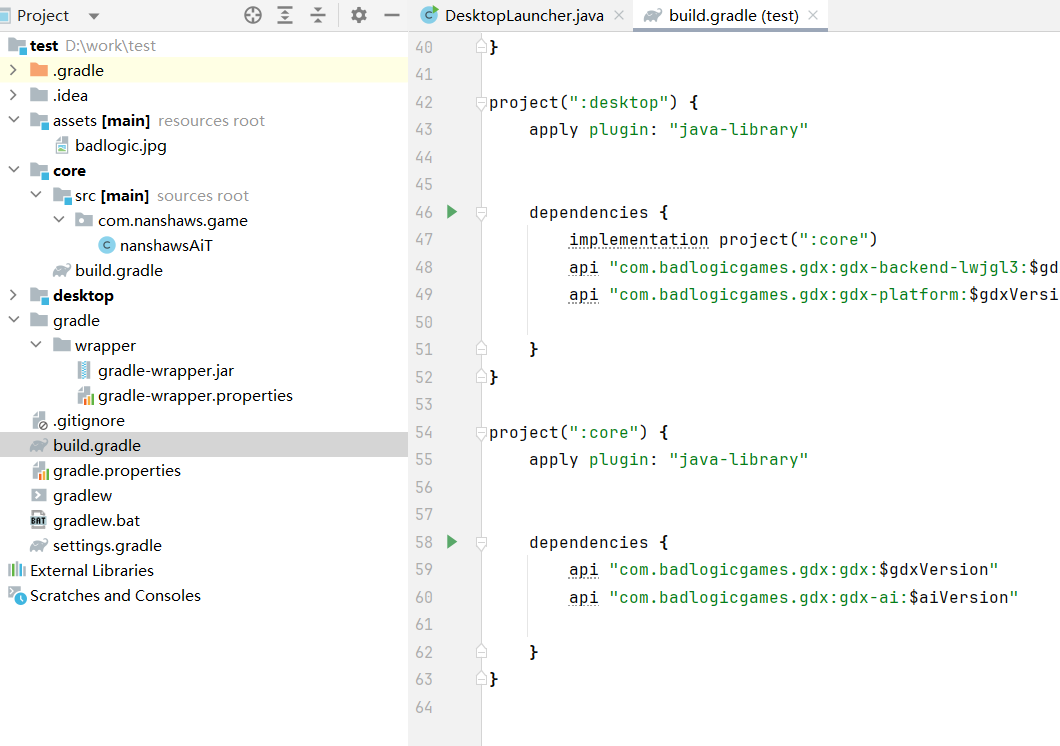 Project
test D:\work\test
.gradle
.idea
assets [main] resources root
badlogic.jpg
core
src [main] sources root
com.nanshaws.game
C nanshawsAiT
build.gradle
desktop
gradle
wrapper
gradle-wrapper.jar
gradle-wrapper.properties
.gitignore
build.gradle
gradle.properties
gradlew
BAT gradlew.bat
settings.gradle
External Libraries
Scratches and Consoles
C DesktopLauncher.java
build.gradle (test)
40 }
41
42 project(":desktop") {
43 apply plugin: "java-library"
44
45
46 dependencies {
47 implementation project(":core")
48 api "com.badlogicgames.gdx:gdx-backend-lwjgl3:$gd
49 api "com.badlogicgames.gdx:gdx-platform:$gdxVersi
50
51 }
52 }
53
54 project(":core") {
55 apply plugin: "java-library"
56
57
58 dependencies {
59 api "com.badlogicgames.gdx:gdx:$gdxVersion"
60 api "com.badlogicgames.gdx:gdx-ai:$aiVersion"
61
62 }
63 }
64